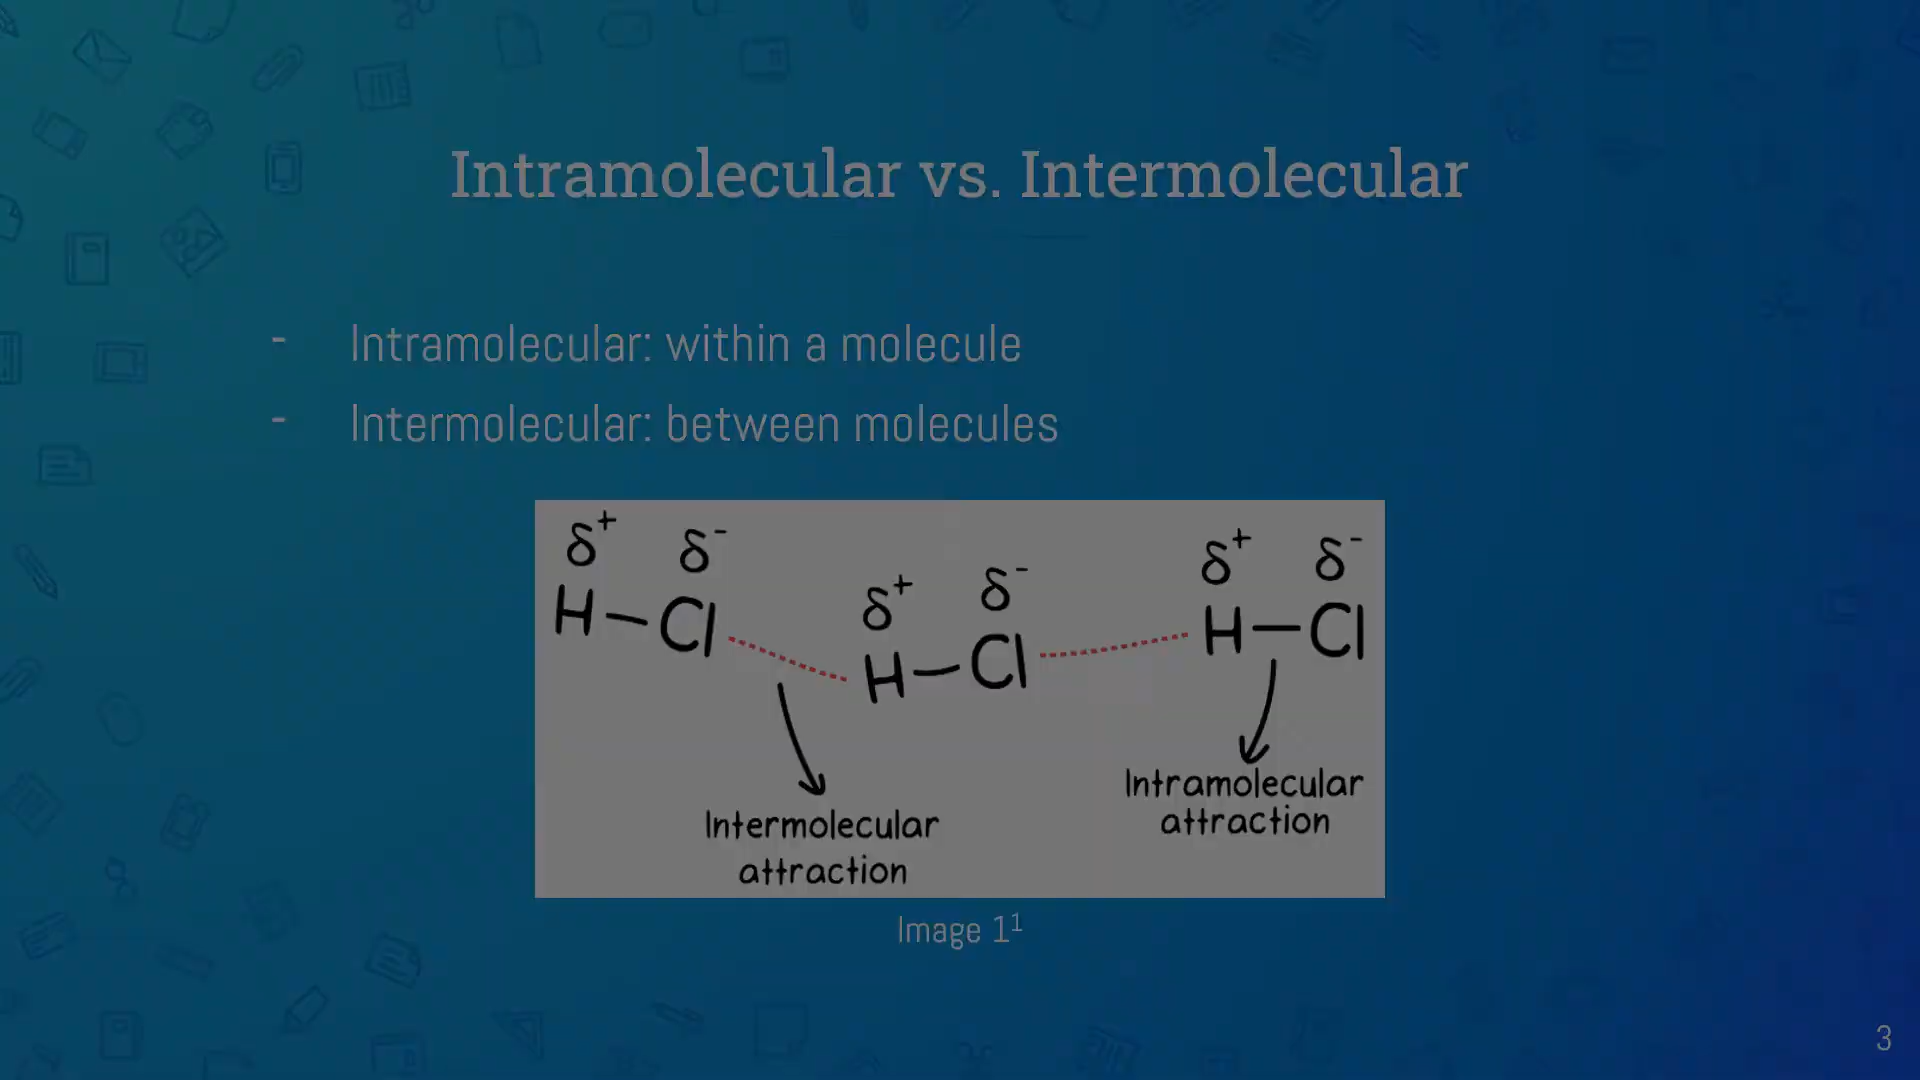 Intramolecular vs. Intermolecular
- Intramolecular: within a molecule
- Intermolecular: between molecules
δ⁺ δ⁻ δ⁺ δ⁻ δ⁺ δ⁻
H–Cl H–Cl H–Cl
Intermolecular
attraction
Intramolecular
attraction
Image 1¹
3